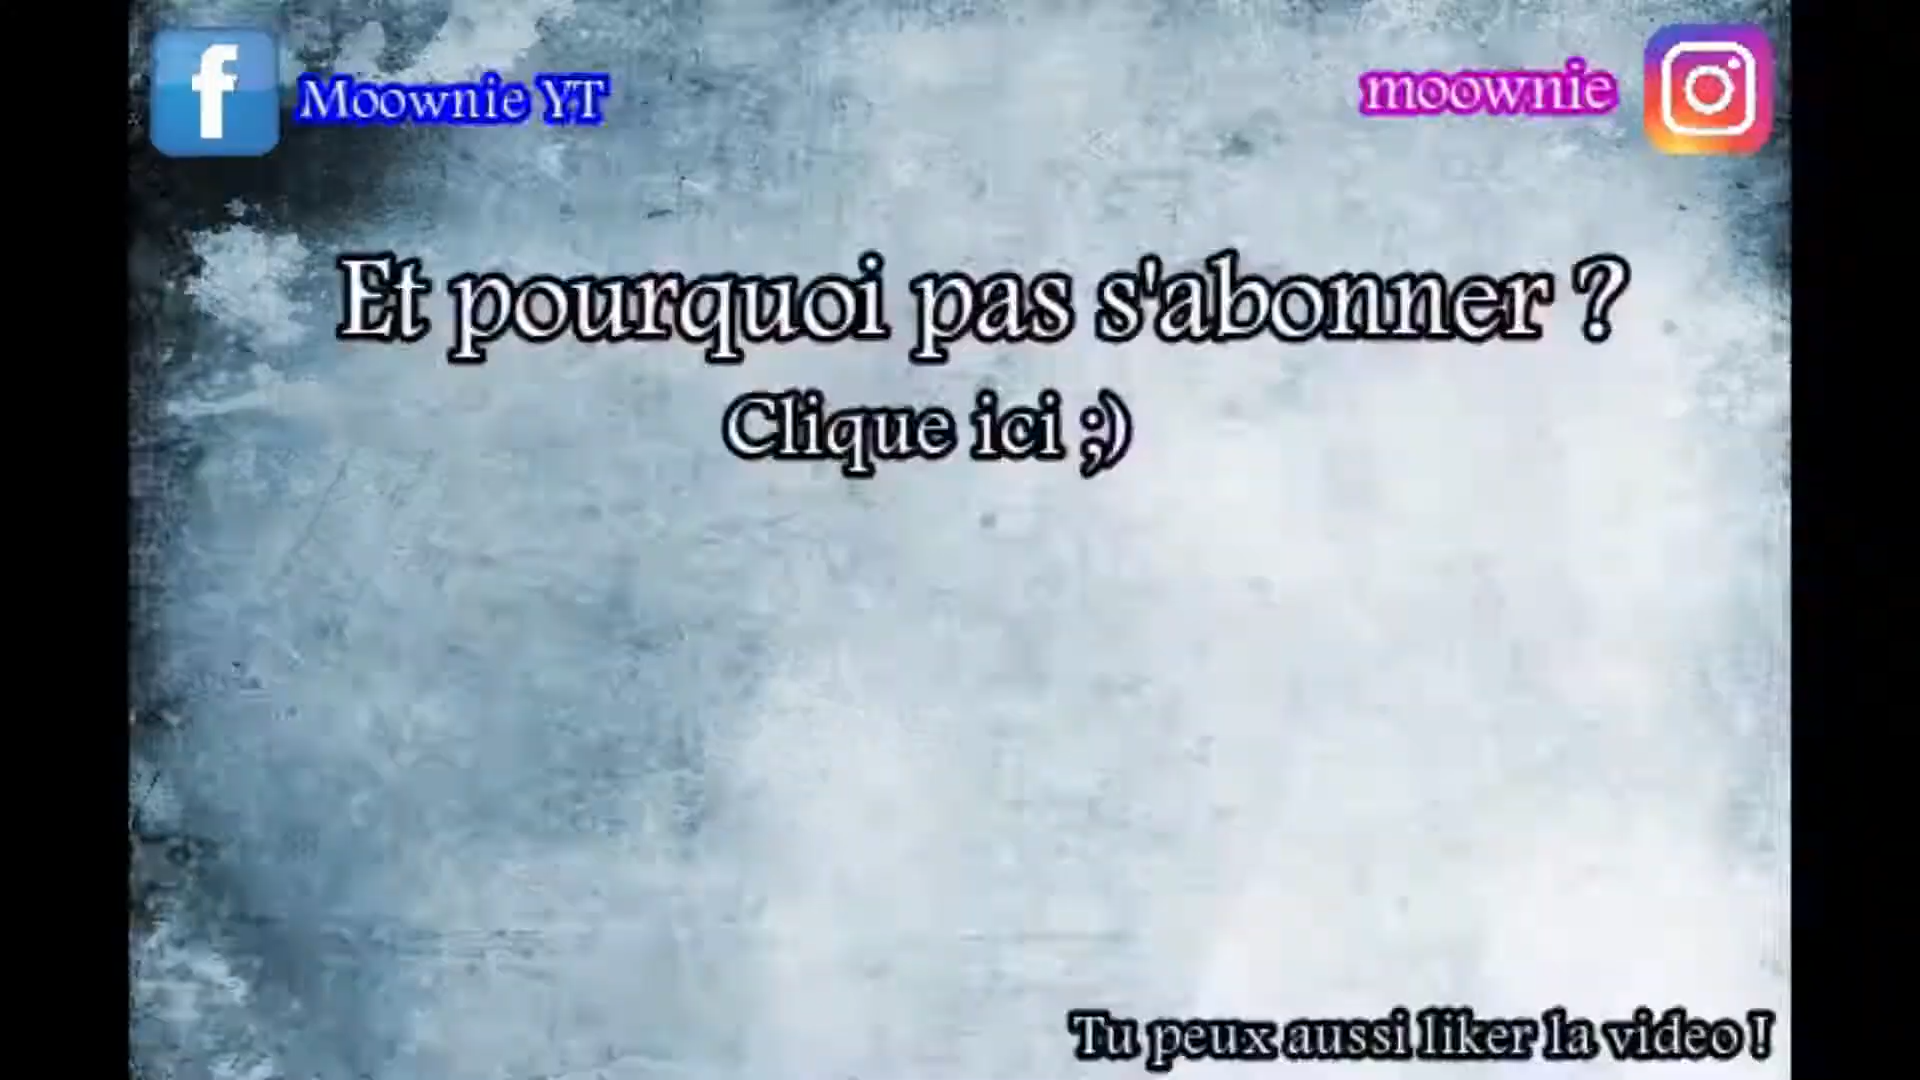 Moownie YT
moownie
Et pourquoi pas s'abonner ?
Clique ici ;)
Tu peux aussi liker la video !